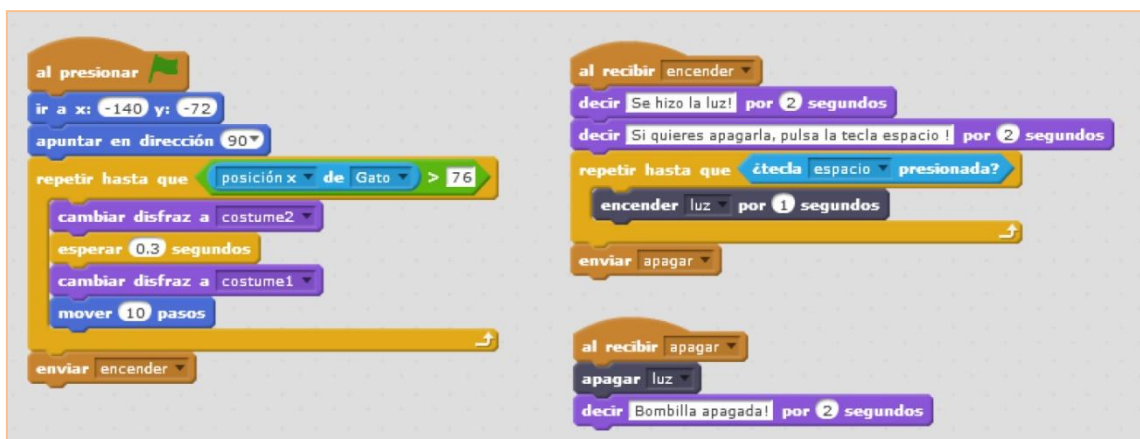 al presionar
ir a x: -140 y: -72
apuntar en dirección 90
repetir hasta que posición x de Gato > 76
cambiar disfraz a costume2
esperar 0.3 segundos
cambiar disfraz a costume1
mover 10 pasos
enviar encender
al recibir encender
decir Se hizo la luz! por 2 segundos
decir Si quieres apagarla, pulsa la tecla espacio ! por 2 segundos
repetir hasta que ¿tecla espacio presionada?
encender luz por 1 segundos
enviar apagar
al recibir apagar
apagar luz
decir Bombilla apagada! por 2 segundos